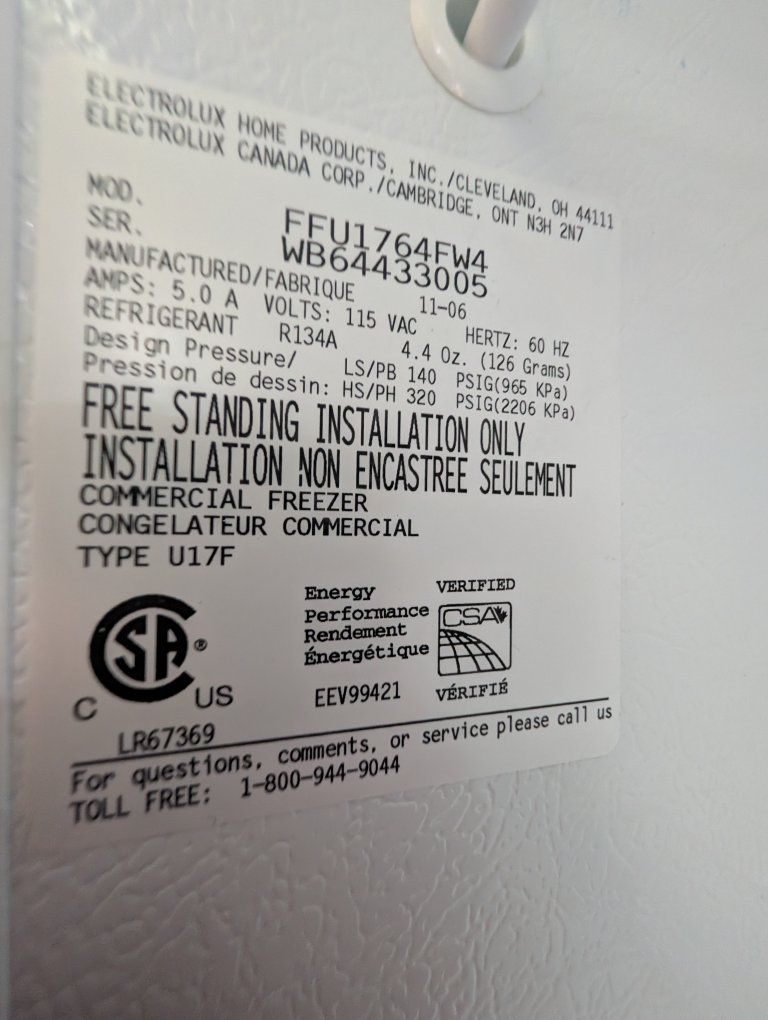 ELECTROLUX HOME PRODUCTS, INC./CLEVELAND, OH 44111
ELECTROLUX CANADA CORP./CAMBRIDGE, ONT N3H 2N7
MOD. FFU1764FW4
SER. WB64433005
MANUFACTURED/FABRIQUE 11-06
AMPS: 5.0 A VOLTS: 115 VAC HERTZ: 60 HZ
REFRIGERANT R134A 4.4 Oz. (126 Grams)
Design Pressure/ LS/PB 140 PSIG(965 KPa)
Pression de dessin: HS/PH 320 PSIG(2206 KPa)
FREE STANDING INSTALLATION ONLY
INSTALLATION NON ENCASTREE SEULEMENT
COMMERCIAL FREEZER
CONGELATEUR COMMERCIAL
TYPE U17F
CSA ®
C US
LR67369
Energy
Performance
Rendement
Énergétique
EEV99421
VERIFIED
CSA
VÉRIFIÉ
For questions, comments, or service please call us
TOLL FREE: 1-800-944-9044